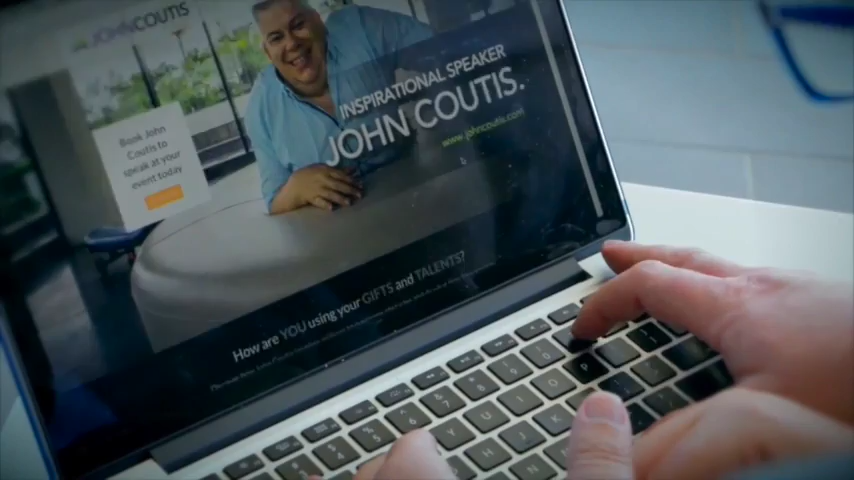 JOHNCOUTIS
INSPIRATIONAL SPEAKER
JOHN COUTIS.
www.johncoutis.com
Book John
Coutis to
speak at your
event today
How are YOU using your GIFTS and TALENTS?